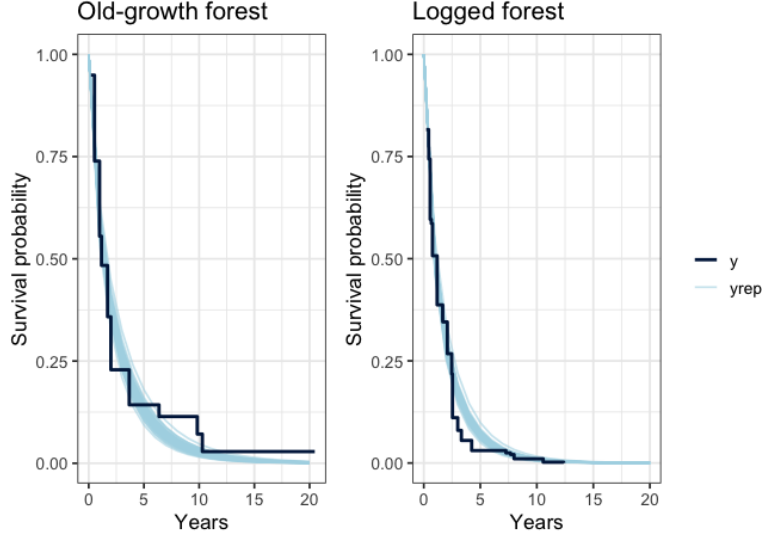 Old-growth forest
Survival probability
1.00
0.75
0.50
0.25
0.00
0 5 10 15 20
Years
Logged forest
Survival probability
1.00
0.75
0.50
0.25
0.00
0 5 10 15 20
Years
y
yrep